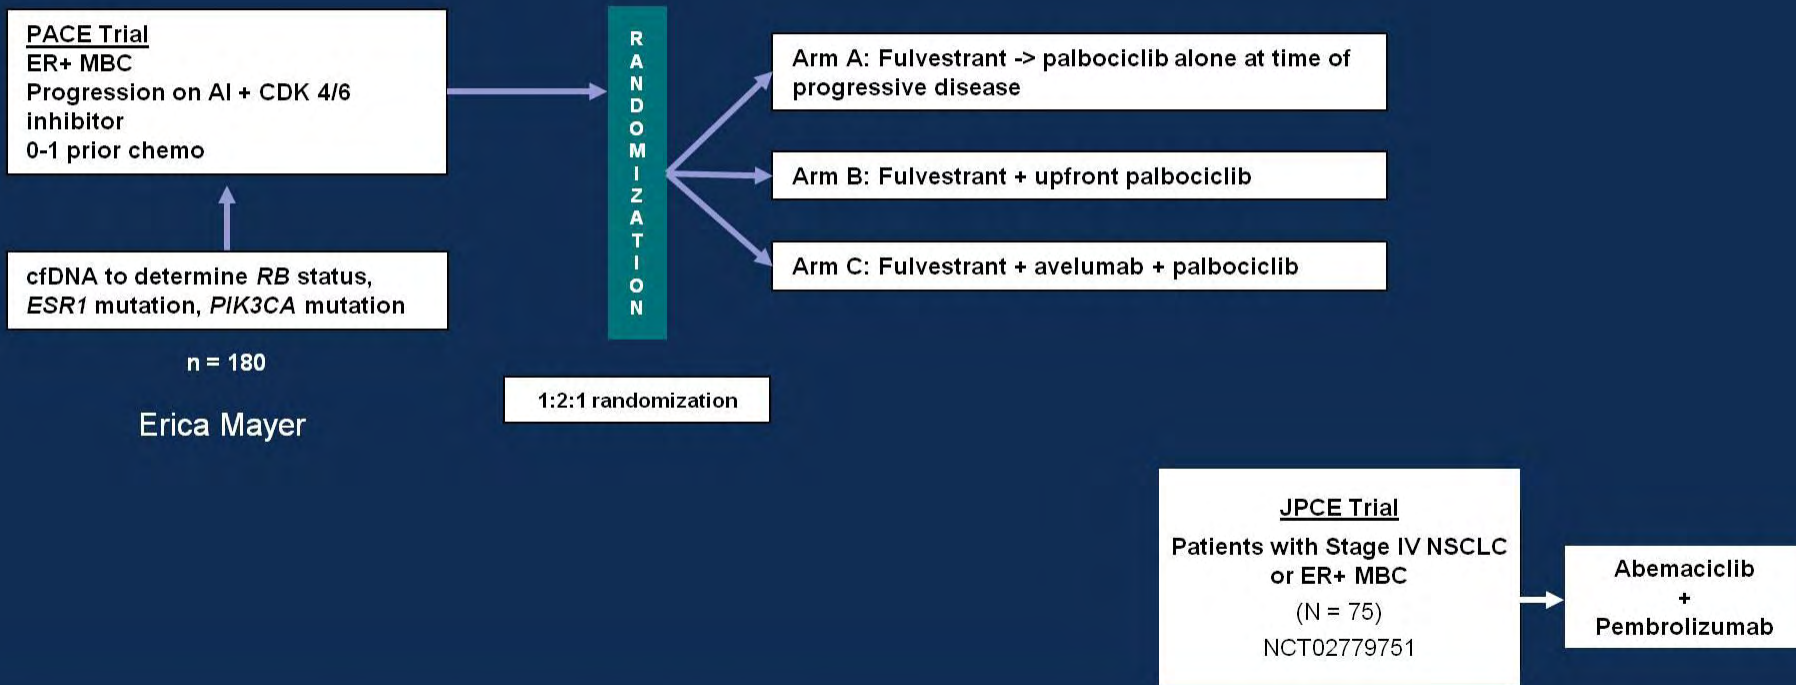 PACE Trial
ER+ MBC
Progression on AI + CDK 4/6
inhibitor
0-1 prior chemo
cfDNA to determine RB status,
ESR1 mutation, PIK3CA mutation
n = 180
Erica Mayer
RANDOMIZATION
1:2:1 randomization
Arm A: Fulvestrant -> palbociclib alone at time of
progressive disease
Arm B: Fulvestrant + upfront palbociclib
Arm C: Fulvestrant + avelumab + palbociclib
JPCE Trial
Patients with Stage IV NSCLC
or ER+ MBC
(N = 75)
NCT02779751
Abemaciclib
+
Pembrolizumab